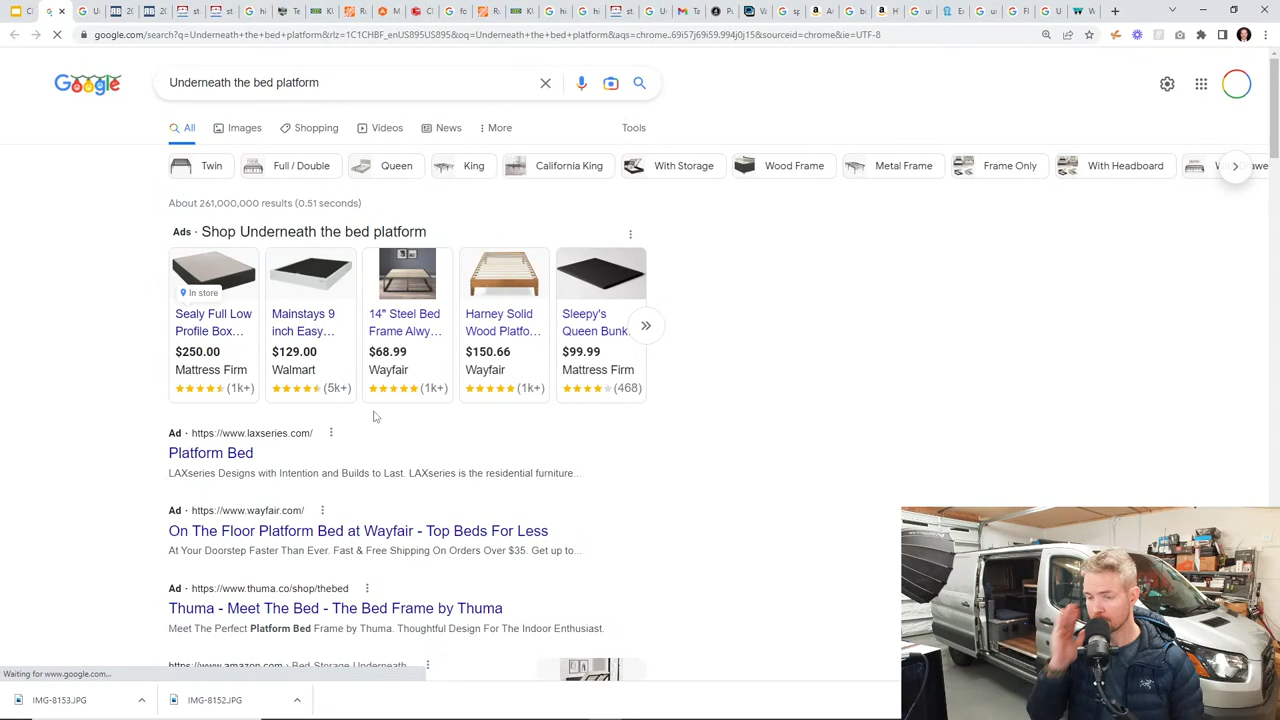 google.com/search?q=Underneath+the+bed+platform&rlz=1C1CHBF_enUS895US895&oq=Underneath+the+bed+platform&aqs=chrome..69i57j69i59.994j0j15&sourceid=chrome&ie=UTF-8
Google
Underneath the bed platform
All Images Shopping Videos News More Tools
Twin Full / Double Queen King California King With Storage Wood Frame Metal Frame Frame Only With Headboard
About 261,000,000 results (0.51 seconds)
Ads · Shop Underneath the bed platform
In store
Sealy Full Low Profile Box...
$250.00
Mattress Firm
(1k+)
Mainstays 9 inch Easy...
$129.00
Walmart
(5k+)
14" Steel Bed Frame Alwy...
$68.99
Wayfair
(1k+)
Harney Solid Wood Platfo...
$150.66
Wayfair
(1k+)
Sleepy's Queen Bunk
$99.99
Mattress Firm
(468)
Ad · https://www.laxseries.com/
Platform Bed
LAXseries Designs with Intention and Builds to Last. LAXseries is the residential furniture...
Ad · https://www.wayfair.com/
On The Floor Platform Bed at Wayfair - Top Beds For Less
At Your Doorstep Faster Than Ever. Fast & Free Shipping On Orders Over $35. Get up to...
Ad · https://www.thuma.co/shop/thebed
Thuma - Meet The Bed - The Bed Frame by Thuma
Meet The Perfect Platform Bed Frame by Thuma. Thoughtful Design For The Indoor Enthusiast.
https://www.amazon.com › Bed-Storage-Underneath
Waiting for www.google.com...
IMG-8153.JPG IMG-8152.JPG